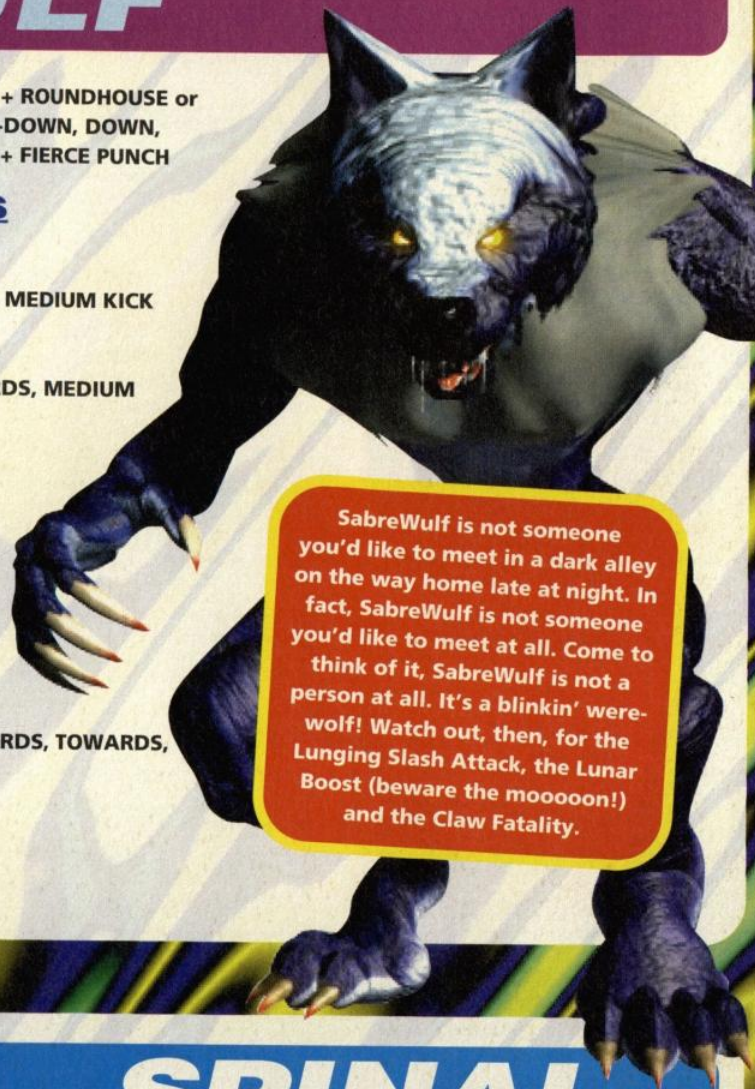 + ROUNDHOUSE or
-DOWN, DOWN,
+ FIERCE PUNCH
S
MEDIUM KICK
DS, MEDIUM
RDS, TOWARDS,
SabreWulf is not someone
you'd like to meet in a dark alley
on the way home late at night. In
fact, SabreWulf is not someone
you'd like to meet at all. Come to
think of it, SabreWulf is not a
person at all. It's a blinkin' were-
wolf! Watch out, then, for the
Lunging Slash Attack, the Lunar
Boost (beware the mooooon!)
and the Claw Fatality.
SPINAL